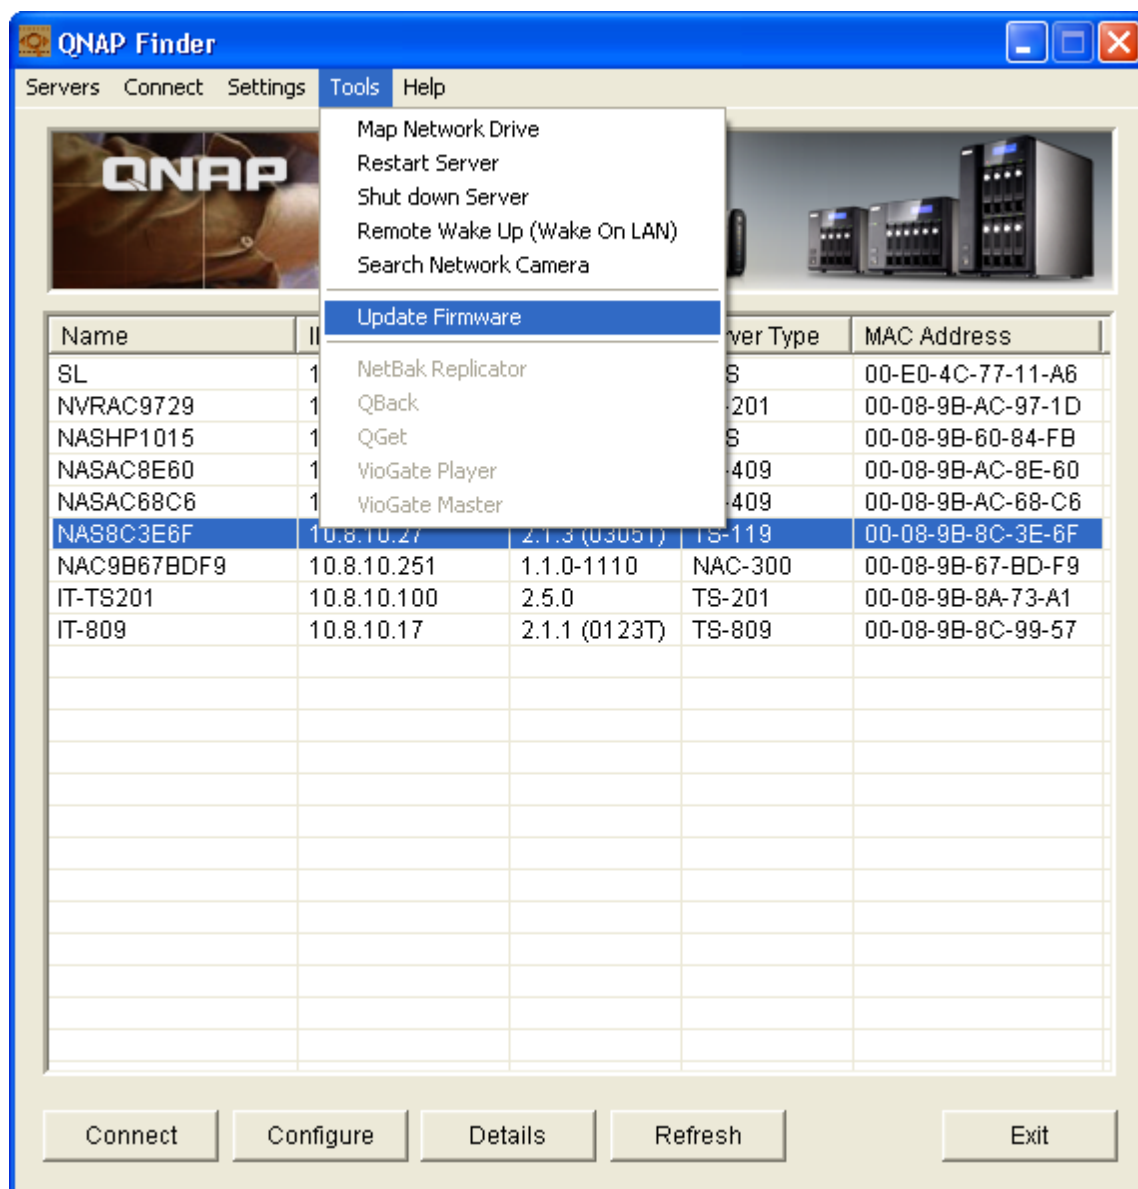 QNAP Finder
Servers Connect Settings Tools Help
QNAP
Map Network Drive
Restart Server
Shut down Server
Remote Wake Up (Wake On LAN)
Search Network Camera
Update Firmware
NetBak Replicator
QBack
QGet
VioGate Player
VioGate Master
Name ver Type MAC Address
SL 1 S 00-E0-4C-77-11-A6
NVRAC9729 1 -201 00-08-9B-AC-97-1D
NASHP1015 1 S 00-08-9B-60-84-FB
NASAC8E60 1 -409 00-08-9B-AC-8E-60
NASAC68C6 1 -409 00-08-9B-AC-68-C6
NAS8C3E6F 10.8.10.27 2.1.3 (0305T) TS-119 00-08-9B-8C-3E-6F
NAC9B67BDF9 10.8.10.251 1.1.0-1110 NAC-300 00-08-9B-67-BD-F9
IT-TS201 10.8.10.100 2.5.0 TS-201 00-08-9B-8A-73-A1
IT-809 10.8.10.17 2.1.1 (0123T) TS-809 00-08-9B-8C-99-57
Connect Configure Details Refresh Exit